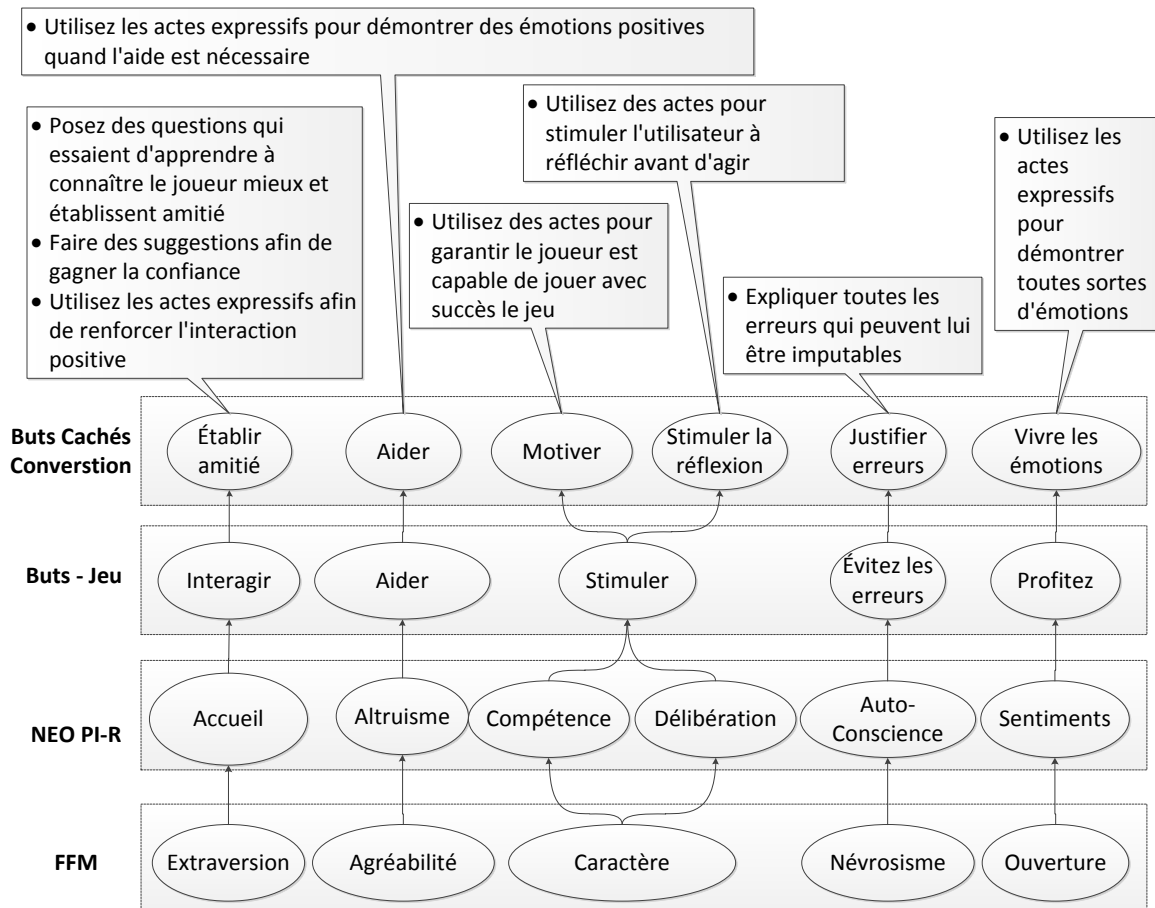 • Utilisez les actes expressifs pour démontrer des émotions positives
quand l'aide est nécessaire
• Posez des questions qui
essaient d'apprendre à
connaître le joueur mieux et
établissent amitié
• Faire des suggestions afin de
gagner la confiance
• Utilisez les actes expressifs afin
de renforcer l'interaction
positive
• Utilisez des actes pour
garantir le joueur est
capable de jouer avec
succès le jeu
• Utilisez des actes pour
stimuler l'utilisateur à
réfléchir avant d'agir
• Expliquer toutes les
erreurs qui peuvent lui
être imputables
• Utilisez les
actes
expressifs
pour
démontrer
toutes sortes
d'émotions
Buts Cachés
Converstion
Établir
amitié
Aider
Motiver
Stimuler la
réflexion
Justifier
erreurs
Vivre les
émotions
Buts - Jeu
Interagir
Aider
Stimuler
Évitez les
erreurs
Profitez
NEO PI-R
Accueil
Altruisme
Compétence
Délibération
Auto-
Conscience
Sentiments
FFM
Extraversion
Agréabilité
Caractère
Névrosisme
Ouverture